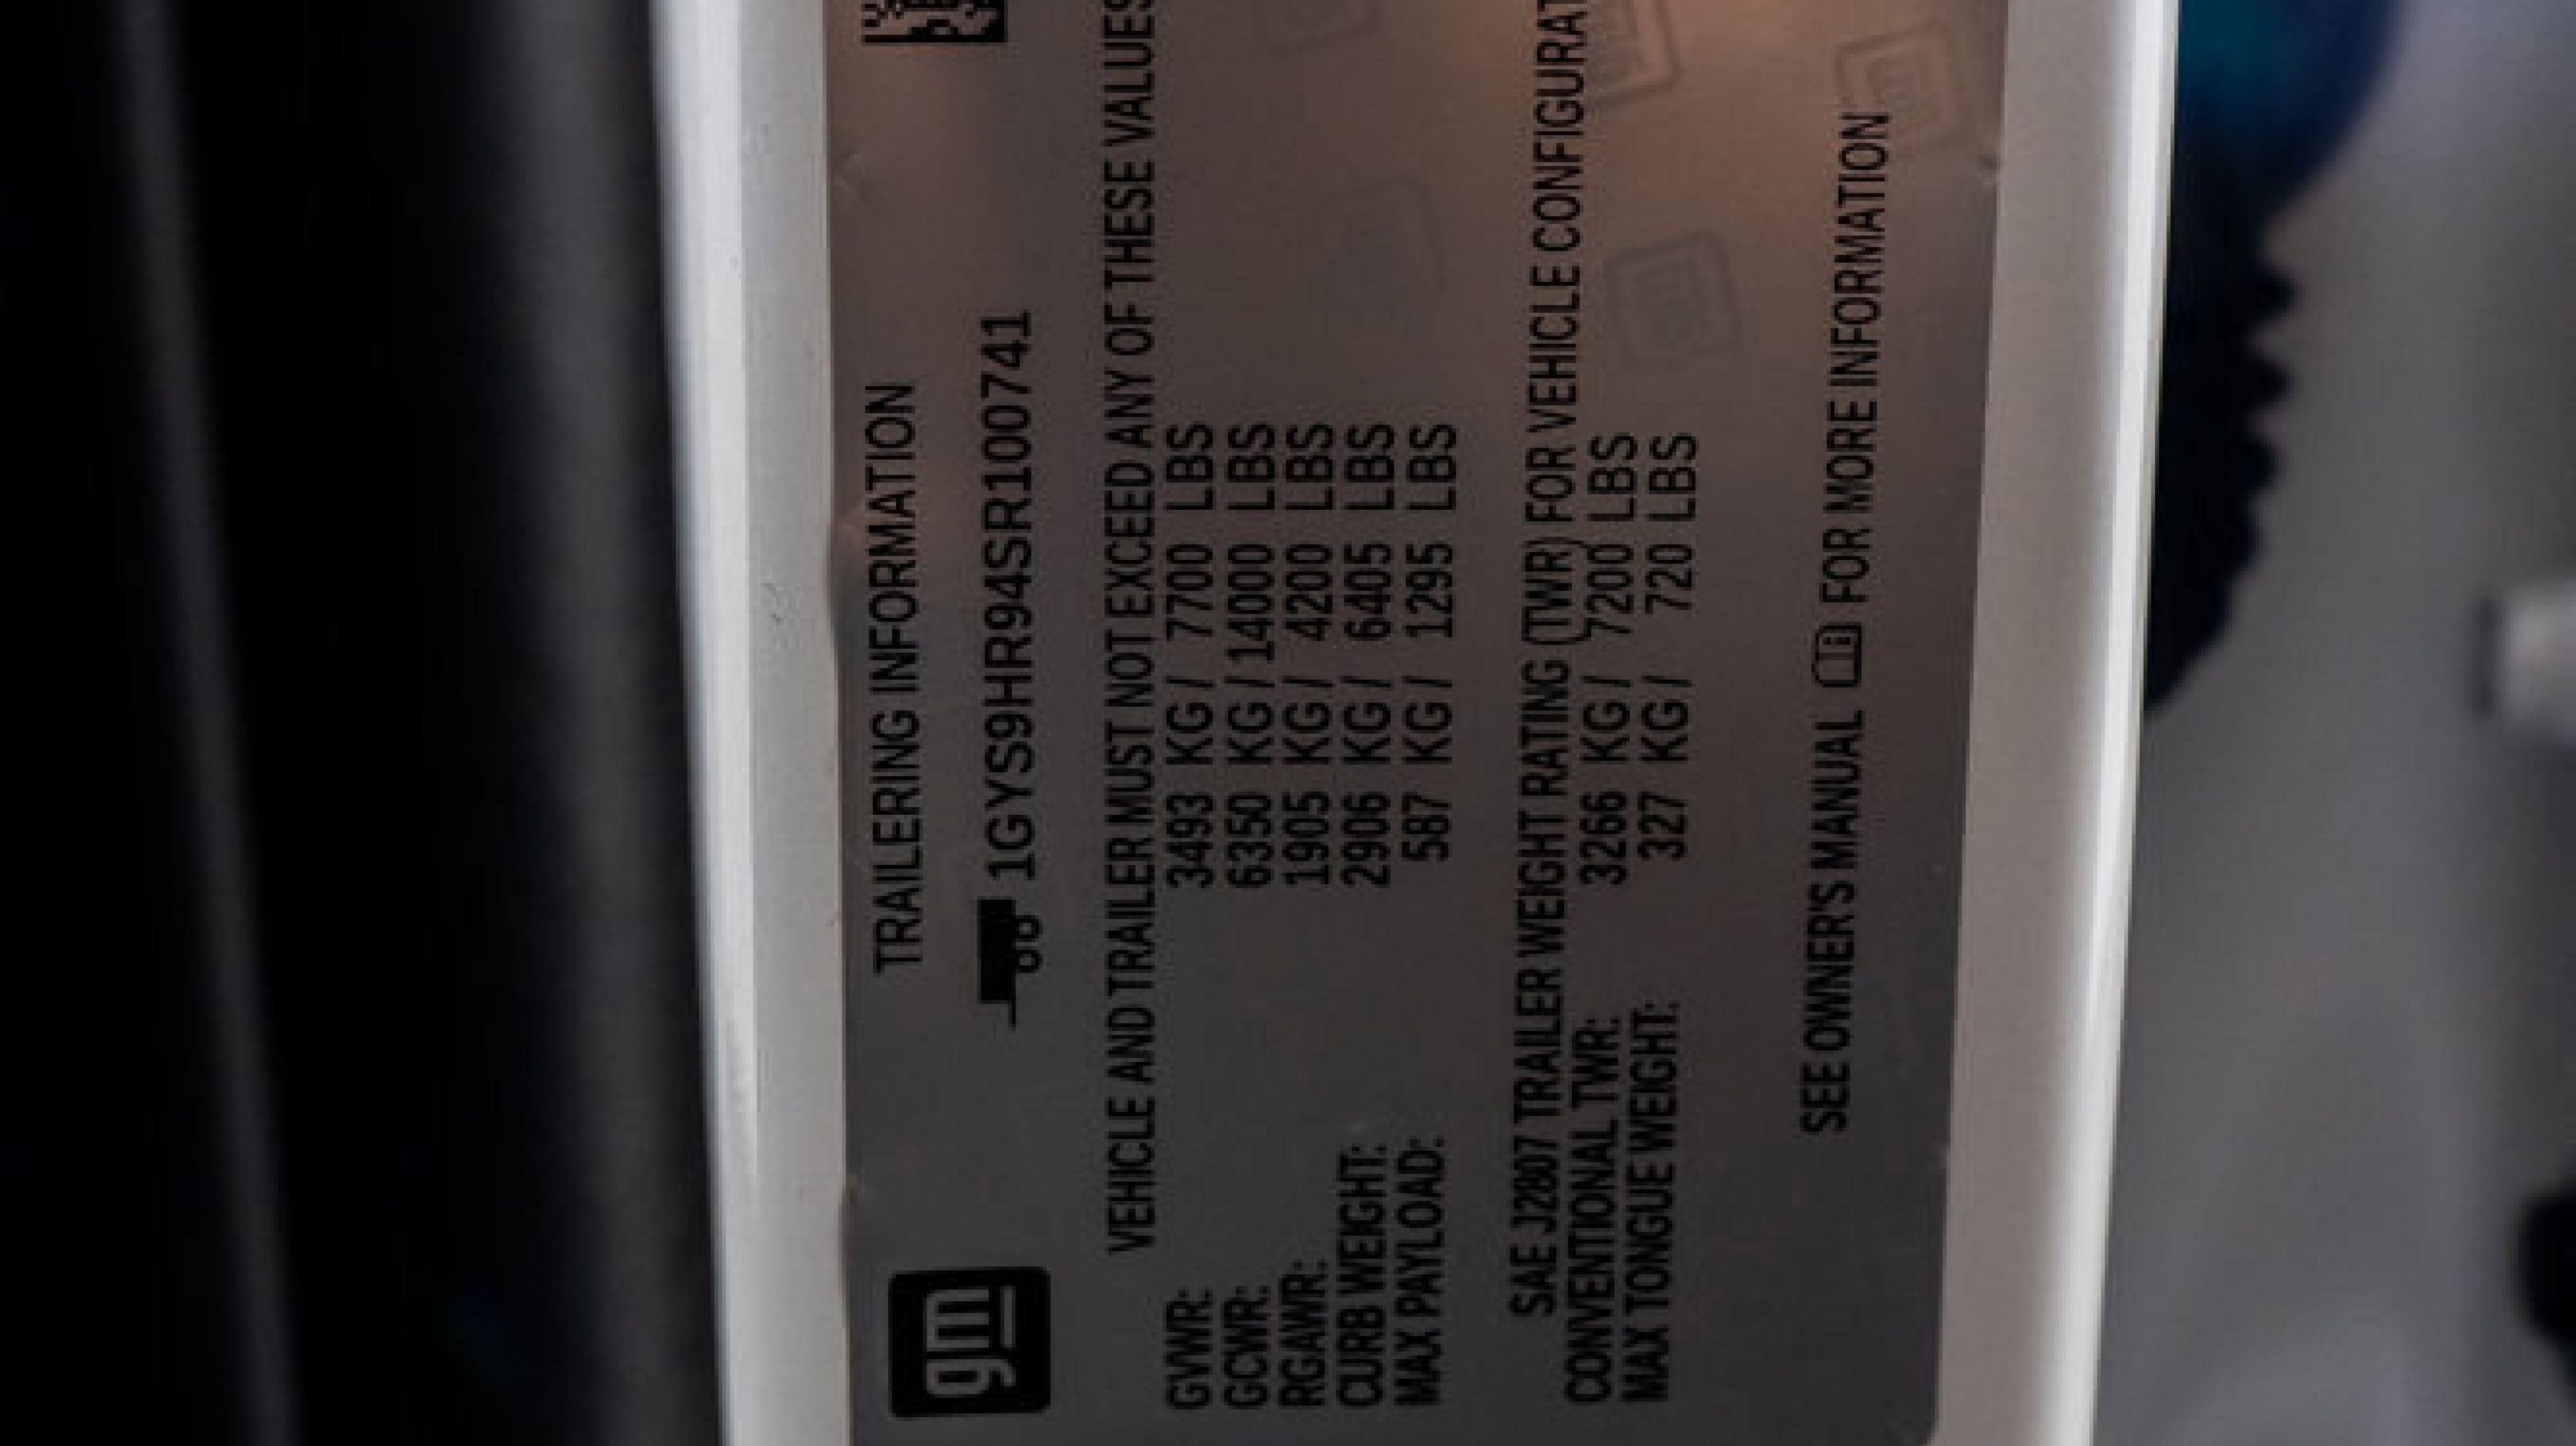 gm
TRAILERING INFORMATION
1GYS9HR94SR100741
VEHICLE AND TRAILER MUST NOT EXCEED ANY OF THESE VALUES
GVWR: 3493 KG / 7700 LBS
GCWR: 6350 KG / 14000 LBS
RGAWR: 1905 KG / 4200 LBS
CURB WEIGHT: 2906 KG / 6405 LBS
MAX PAYLOAD: 587 KG / 1295 LBS
SAE J2807 TRAILER WEIGHT RATING (TWR) FOR VEHICLE CONFIGURAT
CONVENTIONAL TWR: 3266 KG / 7200 LBS
MAX TONGUE WEIGHT: 327 KG / 720 LBS
SEE OWNER'S MANUAL FOR MORE INFORMATION